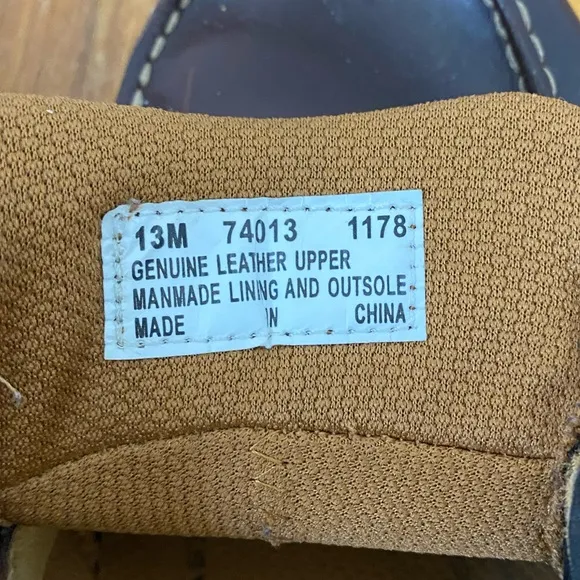 13M 74013 1178
GENUINE LEATHER UPPER
MANMADE LINING AND OUTSOLE
MADE IN CHINA